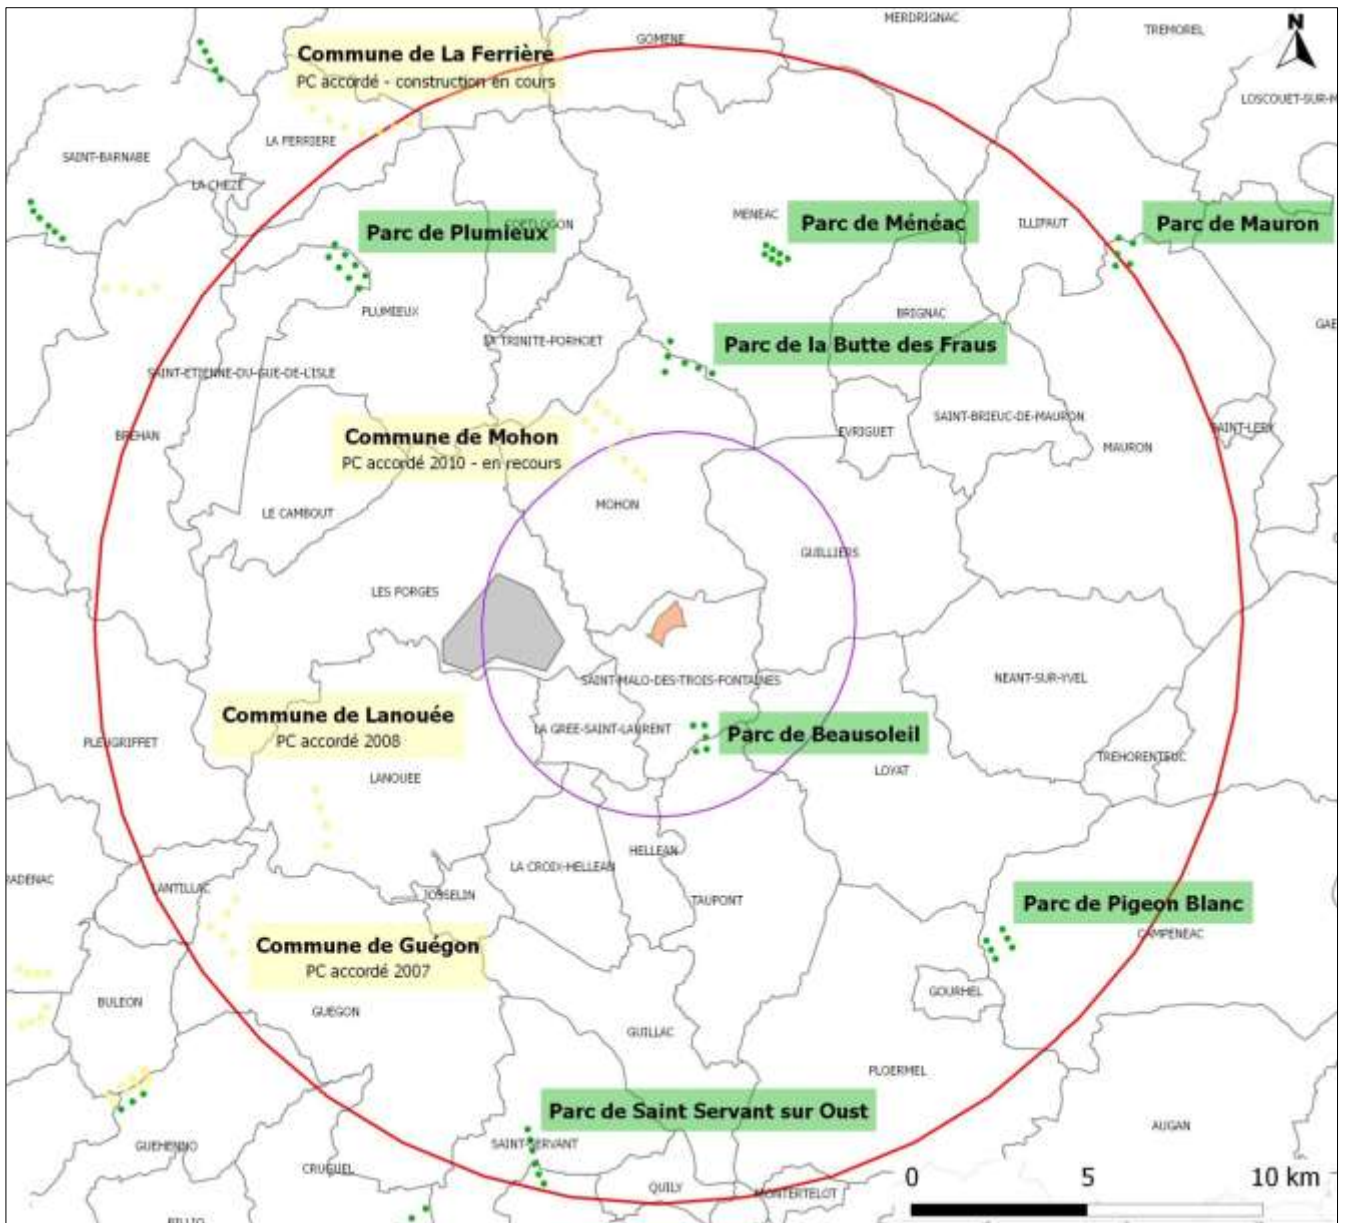 MERDRIGNAC
N
TREMOREL
GOMENE
Commune de La Ferrière
PC accordé - construction en cours
LOSCOUET-SUR-M
LA FERRIERE
SAINT-BARNABE
LA CHEZE
MENEAC
Parc de Ménéac
ILLIFAUT
Parc de Mauron
Parc de Plumieux
PLUMIEUX
BRIGNAC
GAE
LA TRINITE-PORHOET
Parc de la Butte des Fraus
SAINT-ETIENNE-DU-GUE-DE-L'ISLE
SAINT-BRIEUC-DE-MAURON
SAINT-LERY
BREHAN
Commune de Mohon
PC accordé 2010 - en recours
EVRIGUET
MAURON
LE CAMBOUT
MOHON
GUILLIERS
LES FORGES
SAINT-MALO-DES-TROIS-FONTAINES
NEANT-SUR-YVEL
Commune de Lanouée
PC accordé 2008
LA GREE-SAINT-LAURENT
Parc de Beausoleil
PLEUGRIFFET
TREHORENTEUC
LANOUEE
LOYAT
HELLEAN
LA CROIX-HELLEAN
RADENAC
LANTILLAC
JOSSELIN
TAUPONT
Parc de Pigeon Blanc
CAMPENEAC
Commune de Guégon
PC accordé 2007
BULEON
GOURHEL
GUEGON
GUILLAC
PLOERMEL
Parc de Saint Servant sur Oust
AUGAN
GUEHENNO
SAINT-SERVANT
CRUGUEL
QUILY
MONTERTELOT
0 5 10 km